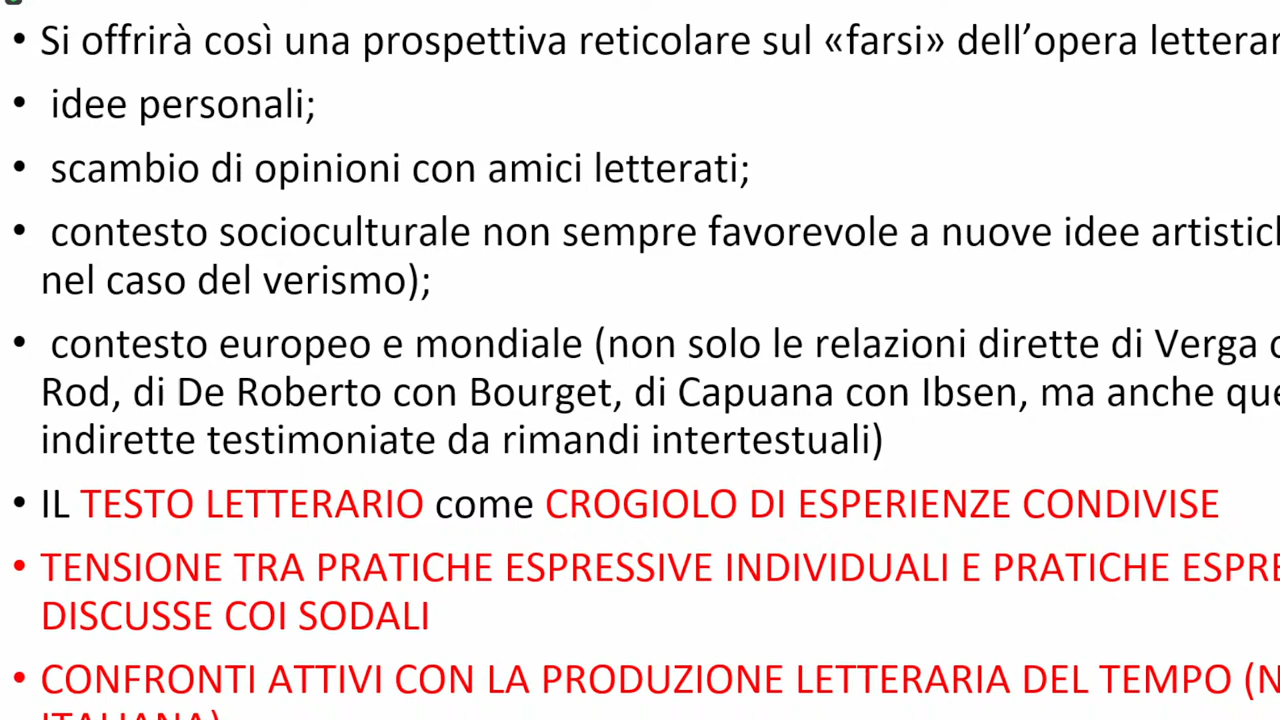 • Si offrirà così una prospettiva reticolare sul «farsi» dell'opera
• idee personali;
• scambio di opinioni con amici letterati;
• contesto socioculturale non sempre favorevole a nuove idee
nel caso del verismo);
• contesto europeo e mondiale (non solo le relazioni dirette di Verga
Rod, di De Roberto con Bourget, di Capuana con Ibsen, ma anche
indirette testimoniate da rimandi intertestuali)
• IL TESTO LETTERARIO come CROGIOLO DI ESPERIENZE CONDIVISE
• TENSIONE TRA PRATICHE ESPRESSIVE INDIVIDUALI E PRATICHE
DISCUSSE COI SODALI
• CONFRONTI ATTIVI CON LA PRODUZIONE LETTERARIA DEL TEMPO
ITALIANA)